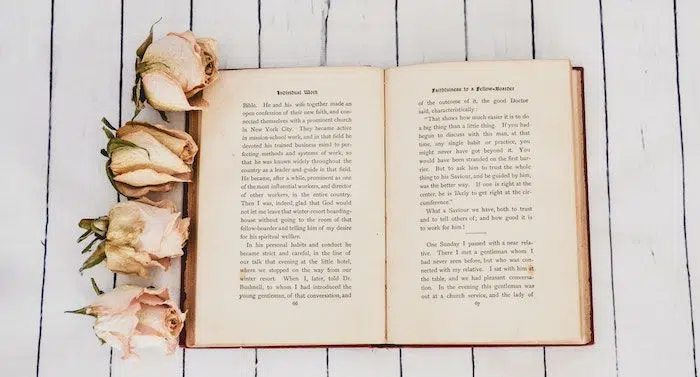 Individual Work
Bible. He and his wife together made an
open confession of their new faith, and con-
nected themselves with a prominent church
in New York City. They became active
in mission-school work, and in that field he
devoted his trained business mind to per-
fecting methods and systems of work, so
that he was known widely throughout the
country as a leader and guide in that field.
He became, after a while, prominent as one
of the most influential workers, and director
of other workers, in the entire country.
Then I was, indeed, glad that God would
not let me leave that winter-resort boarding-
house without going to the room of that
fellow-boarder and telling him of my desire
for his spiritual welfare.
In his personal habits and conduct he
became strict and careful, in the line of
our talk that evening at the little hotel,
where we stopped on the way from our
winter resort. When I, later, told Dr.
Bushnell, to whom I had introduced the
young gentleman, of that conversation, and
66
Faithfulness to a Fellow-Boarder
of the outcome of it, the good Doctor
said, characteristically:
"That shows how much easier it is to do
a big thing than a little thing. If you had
begun to discuss with this man, at that
time, any single habit or practice, you
might never have got beyond it. You
would have been stranded on the first bar-
rier. But to ask him to trust the whole
thing to his Saviour, and be guided by him,
was the better way. If one is right at the
center, he is likely to get right at the cir-
cumference."
What a Saviour we have, both to trust
and to tell others of; and how good it is
to work for him!
One Sunday I passed with a near rela-
tive. There I met a gentleman whom I
had never seen before, but who was con-
nected with my relative. I sat with him at
the table, and we had pleasant conversa-
tion. In the evening this gentleman was
out at a church service, and the lady of
67